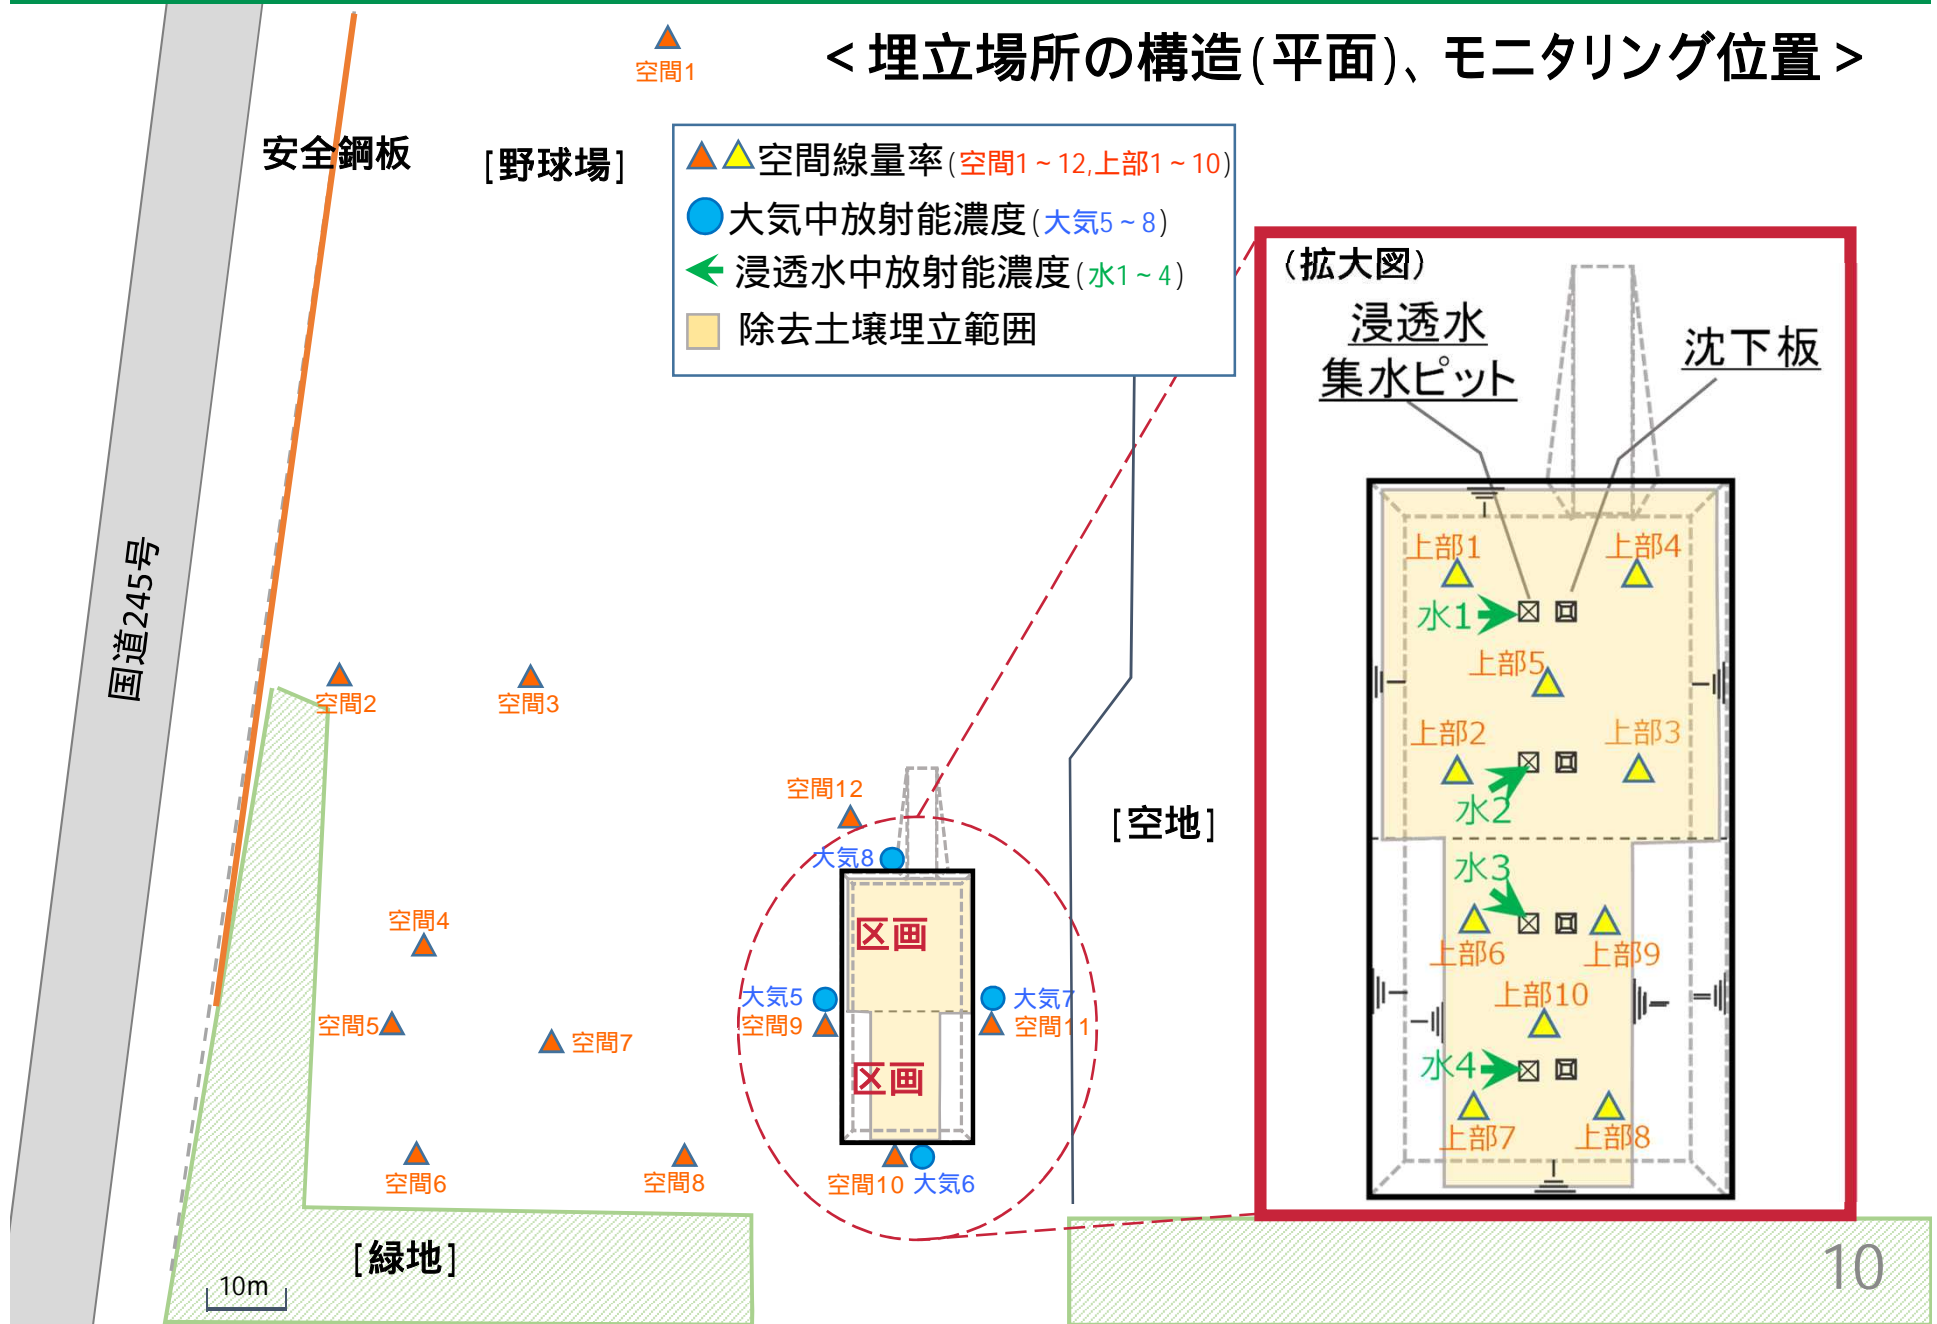 <埋立場所の構造(平面)、モニタリング位置>
空間1
安全鋼板
[野球場]
空間線量率(空間1~12,上部1~10)
大気中放射能濃度(大気5~8)
浸透水中放射能濃度(水1~4)
除去土壌埋立範囲
国道245号
空間2
空間3
空間12
大気8
[空地]
区画
空間4
大気5
空間9
大気7
空間11
空間5
空間7
区画
空間6
空間8
空間10
大気6
[緑地]
10m
(拡大図)
浸透水
集水ピット
沈下板
上部1
上部4
水1
上部5
上部2
上部3
水2
水3
上部6
上部9
上部10
水4
上部7
上部8
10